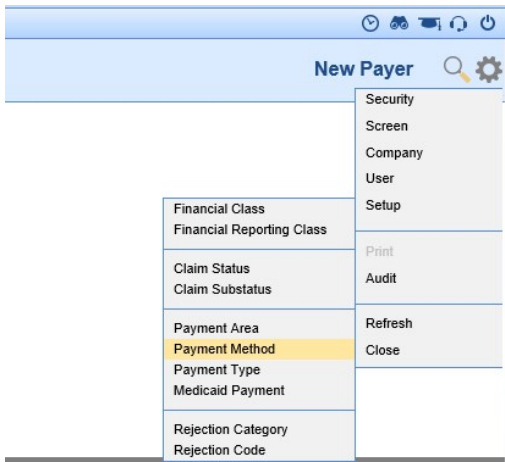 New Payer
Security
Screen
Company
User
Setup
Print
Audit
Refresh
Close
Financial Class
Financial Reporting Class
Claim Status
Claim Substatus
Payment Area
Payment Method
Payment Type
Medicaid Payment
Rejection Category
Rejection Code